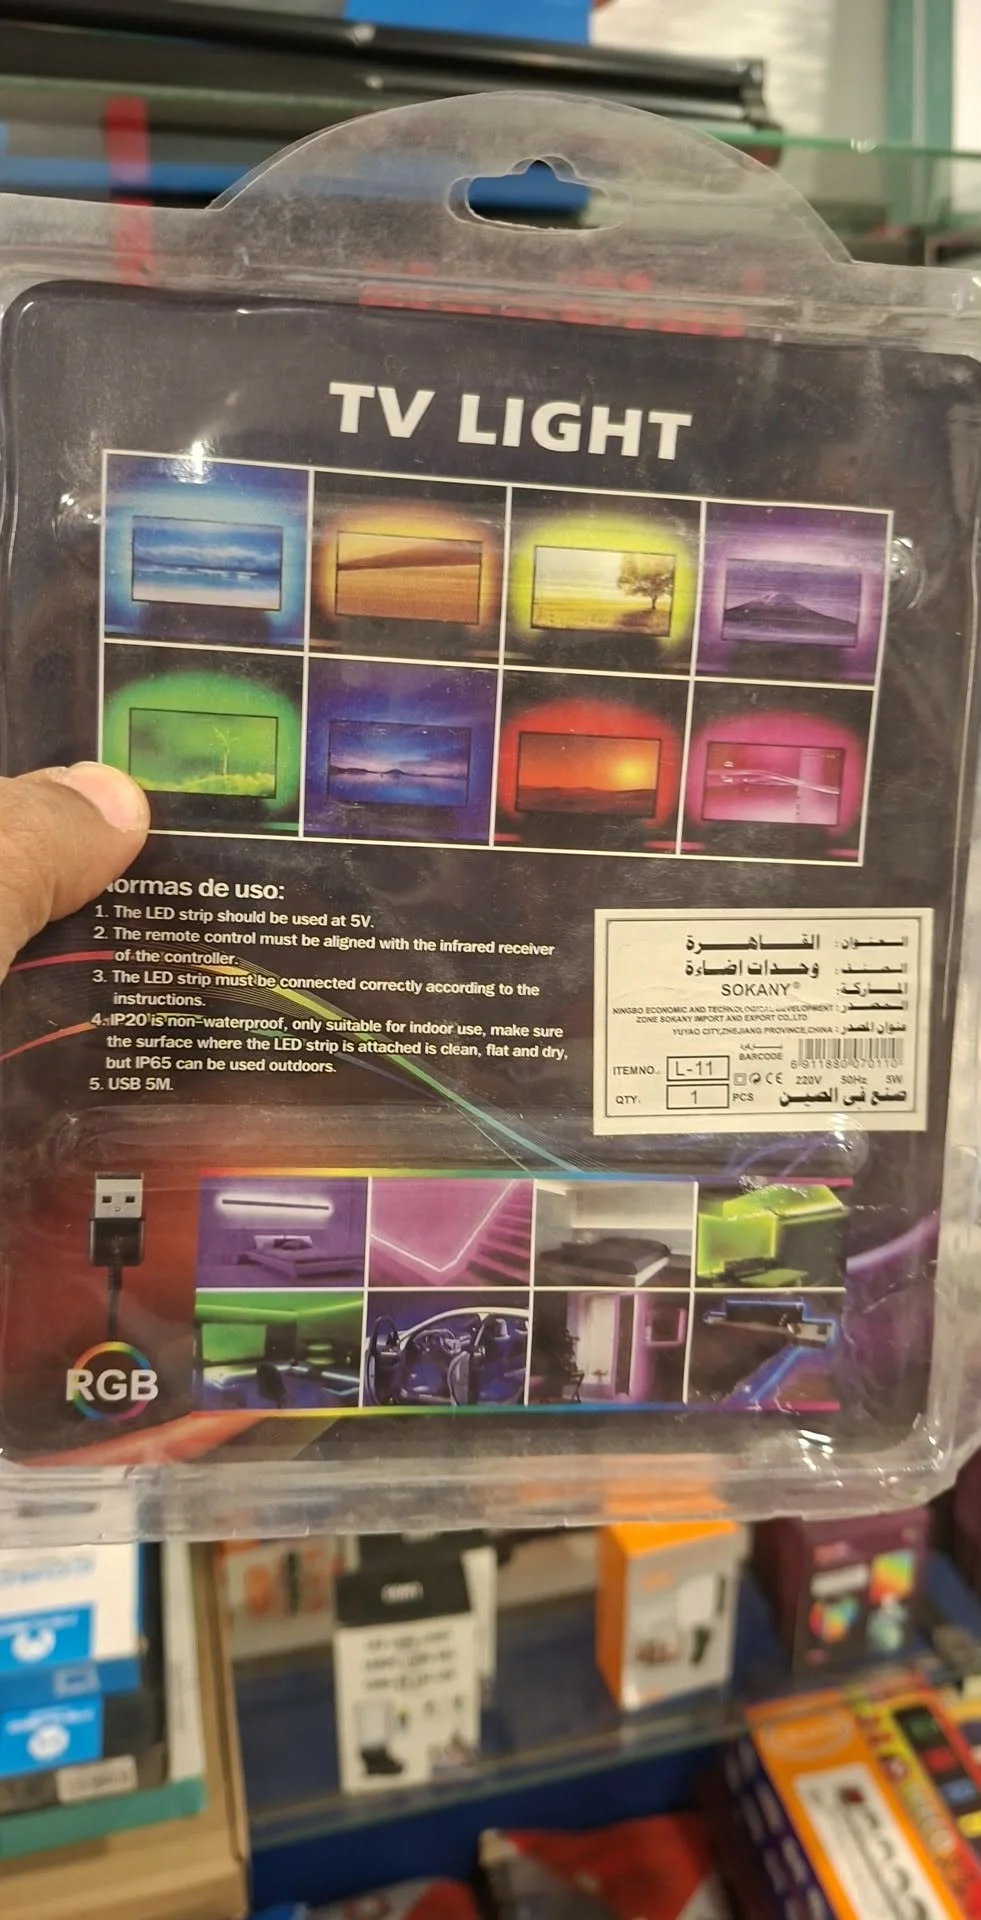 TV LIGHT
ormas de uso:
1. The LED strip should be used at 5V.
2. The remote control must be aligned with the infrared receiver
of the controller.
3. The LED strip must be connected correctly according to the
instructions.
4. IP20 is non-waterproof, only suitable for indoor use, make sure
the surface where the LED strip is attached is clean, flat and dry,
but IP65 can be used outdoors.
5. USB 5M.
العنوان: القاهرة
الصنف: وحدات اضاءة
الماركة: SOKANY®
المصدر: NINGBO ECONOMIC AND TECHNOLOGICAL DEVELOPMENT
ZONE SOKANY IMPORT AND EXPORT CO.,LTD
عنوان المصدر: YUYAO CITY,ZHEJIANG PROVINCE,CHINA
باركود
BARCODE
6 911880 070110
ITEMNO.: L-11
CE 220V 50Hz 5W
QTY. 1 PCS صنع في الصين
RGB